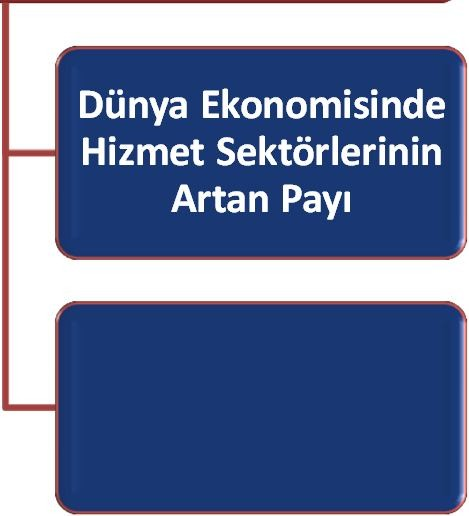 Dünya Ekonomisinde
Hizmet Sektörlerinin
Artan Payı